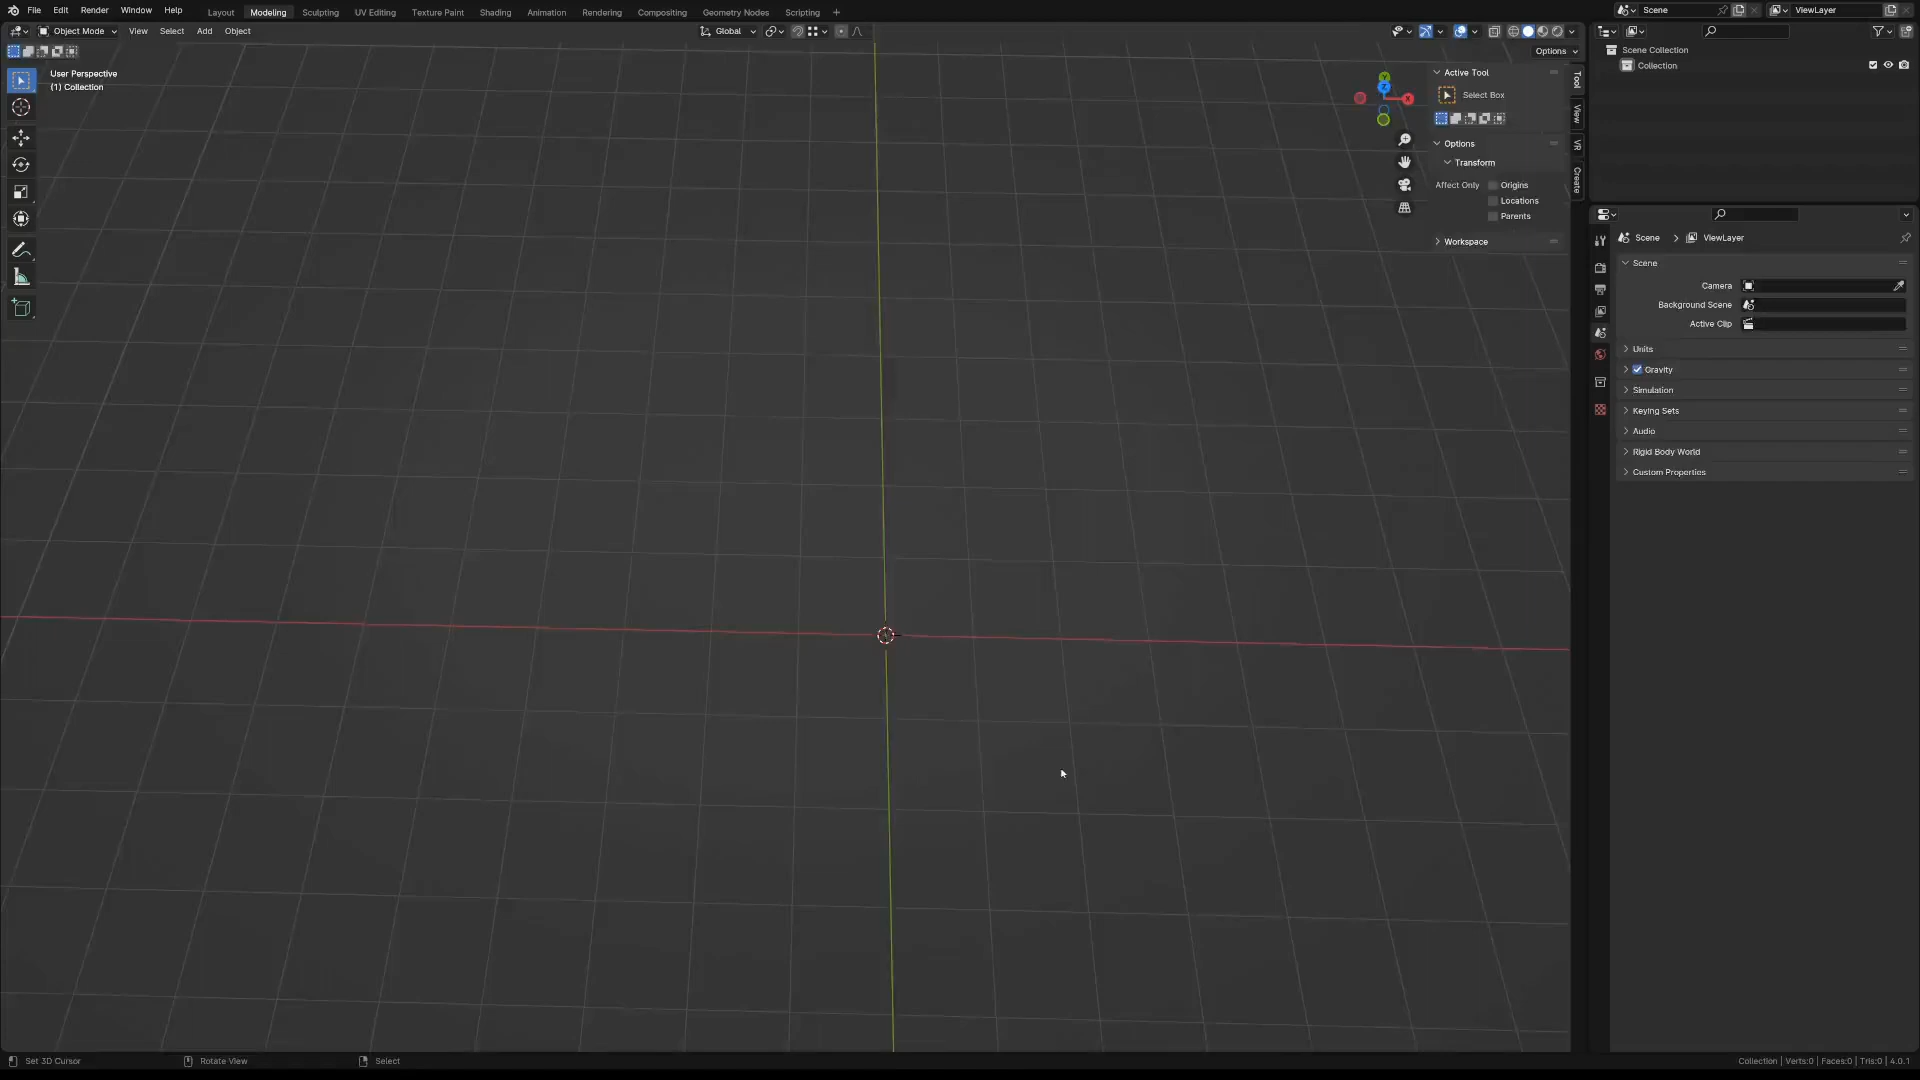 File Edit Render Window Help Layout Modeling Sculpting UV Editing Texture Paint Shading Animation Rendering Compositing Geometry Nodes Scripting + Scene ViewLayer
Object Mode View Select Add Object Global
Options
User Perspective
(1) Collection
Active Tool
Select Box
Options
Transform
Affect Only Origins
Locations
Parents
Workspace
Tool
View
VR
Create
Scene Collection
Collection
Scene ViewLayer
Scene
Camera
Background Scene
Active Clip
Units
Gravity
Simulation
Keying Sets
Audio
Rigid Body World
Custom Properties
X
Y
Z
Set 3D Cursor Rotate View Select Collection | Verts:0 | Faces:0 | Tris:0 | 4.0.1